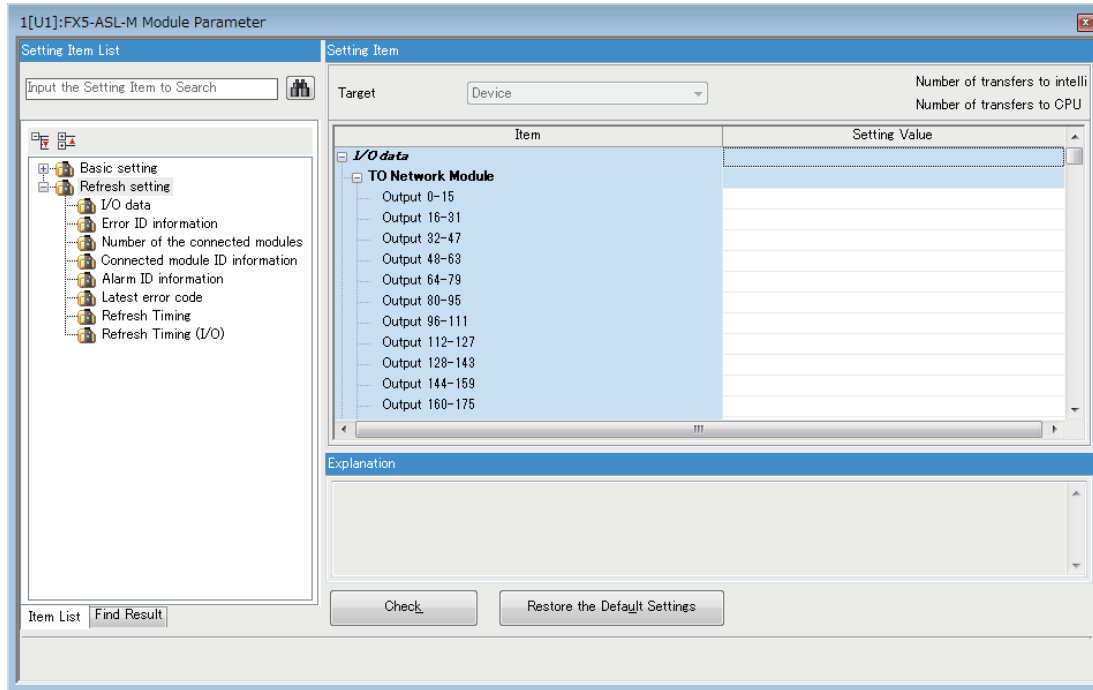 1[U1]:FX5-ASL-M Module Parameter
Setting Item List
Input the Setting Item to Search
Basic setting
Refresh setting
I/O data
Error ID information
Number of the connected modules
Connected module ID information
Alarm ID information
Latest error code
Refresh Timing
Refresh Timing (I/O)
Item List
Find Result
Setting Item
Target
Device
Number of transfers to intelli
Number of transfers to CPU
Item
Setting Value
I/O data
TO Network Module
Output 0-15
Output 16-31
Output 32-47
Output 48-63
Output 64-79
Output 80-95
Output 96-111
Output 112-127
Output 128-143
Output 144-159
Output 160-175
Explanation
Check
Restore the Default Settings